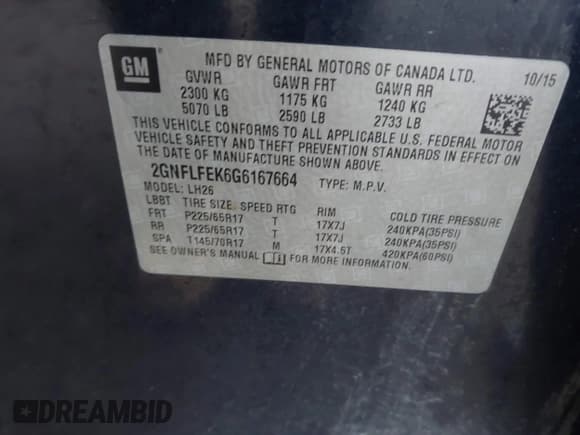 GM
MFD BY GENERAL MOTORS OF CANADA LTD. 10/15
GVWR GAWR FRT GAWR RR
2300 KG 1175 KG 1240 KG
5070 LB 2590 LB 2733 LB
THIS VEHICLE CONFORMS TO ALL APPLICABLE U.S. FEDERAL MOTOR
VEHICLE SAFETY AND THEFT PREVENTION STANDARDS IN EFFECT ON
THE DATE OF MANUFACTURE SHOWN ABOVE.
2GNFLFEK6G6167664 TYPE: M.P.V.
MODEL: LH26
LBBT TIRE SIZE SPEED RTG RIM COLD TIRE PRESSURE
FRT P225/65R17 T 17X7J 240KPA(35PSI)
RR P225/65R17 T 17X7J 240KPA(35PSI)
SPA T145/70R17 M 17X4.5T 420KPA(60PSI)
SEE OWNER'S MANUAL FOR MORE INFORMATION.
DREAMBID